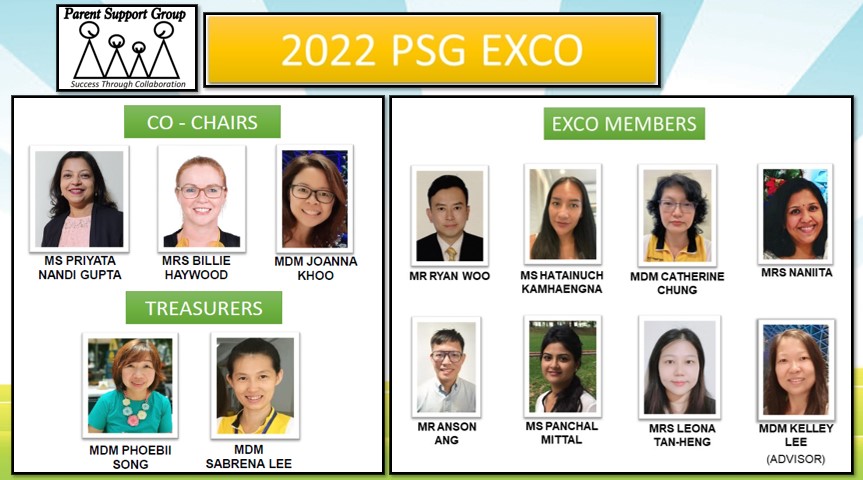 Parent Support Group
Success Through Collaboration
2022 PSG EXCO
CO - CHAIRS
MS PRIYATA
NANDI GUPTA
MRS BILLIE
HAYWOOD
MDM JOANNA
KHOO
TREASURERS
MDM PHOEBII
SONG
MDM
SABRENA LEE
EXCO MEMBERS
MR RYAN WOO
MS HATAINUCH
KAMHAENGNA
MDM CATHERINE
CHUNG
MRS NANIITA
MR ANSON
ANG
MS PANCHAL
MITTAL
MRS LEONA
TAN-HENG
MDM KELLEY
LEE
(ADVISOR)